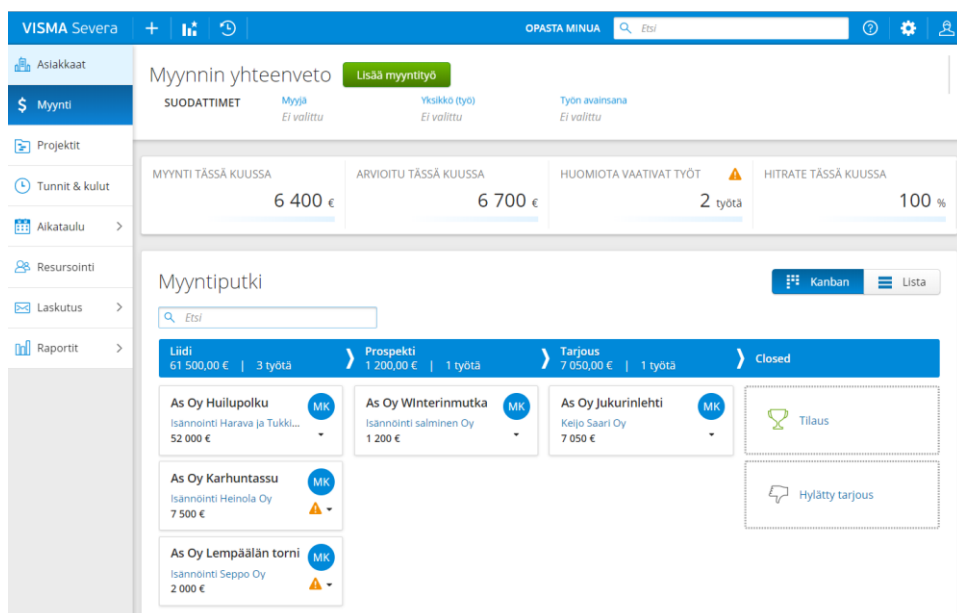 VISMA Severa
OPASTA MINUA
Etsi
Asiakkaat
Myynti
Projektit
Tunnit & kulut
Aikataulu
Resursointi
Laskutus
Raportit
Myynnin yhteenveto
Lisää myyntityö
SUODATTIMET
Myyjä
Ei valittu
Yksikkö (työ)
Ei valittu
Työn avainsana
Ei valittu
MYYNTI TÄSSÄ KUUSSA
6 400 €
ARVIOITU TÄSSÄ KUUSSA
6 700 €
HUOMIOTA VAATIVAT TYÖT
2 työtä
HITRATE TÄSSÄ KUUSSA
100 %
Myyntiputki
Kanban
Lista
Etsi
Liidi
61 500,00 € | 3 työtä
Prospekti
1 200,00 € | 1 työtä
Tarjous
7 050,00 € | 1 työtä
Closed
As Oy Huilupolku
MK
Isännöinti Harava ja Tukki...
52 000 €
As Oy Karhuntassu
MK
Isännöinti Heinola Oy
7 500 €
As Oy Lempäälän torni
MK
Isännöinti Seppo Oy
2 000 €
As Oy WInterinmutka
MK
Isännöinti salminen Oy
1 200 €
As Oy Jukurinlehti
MK
Keijo Saari Oy
7 050 €
Tilaus
Hylätty tarjous